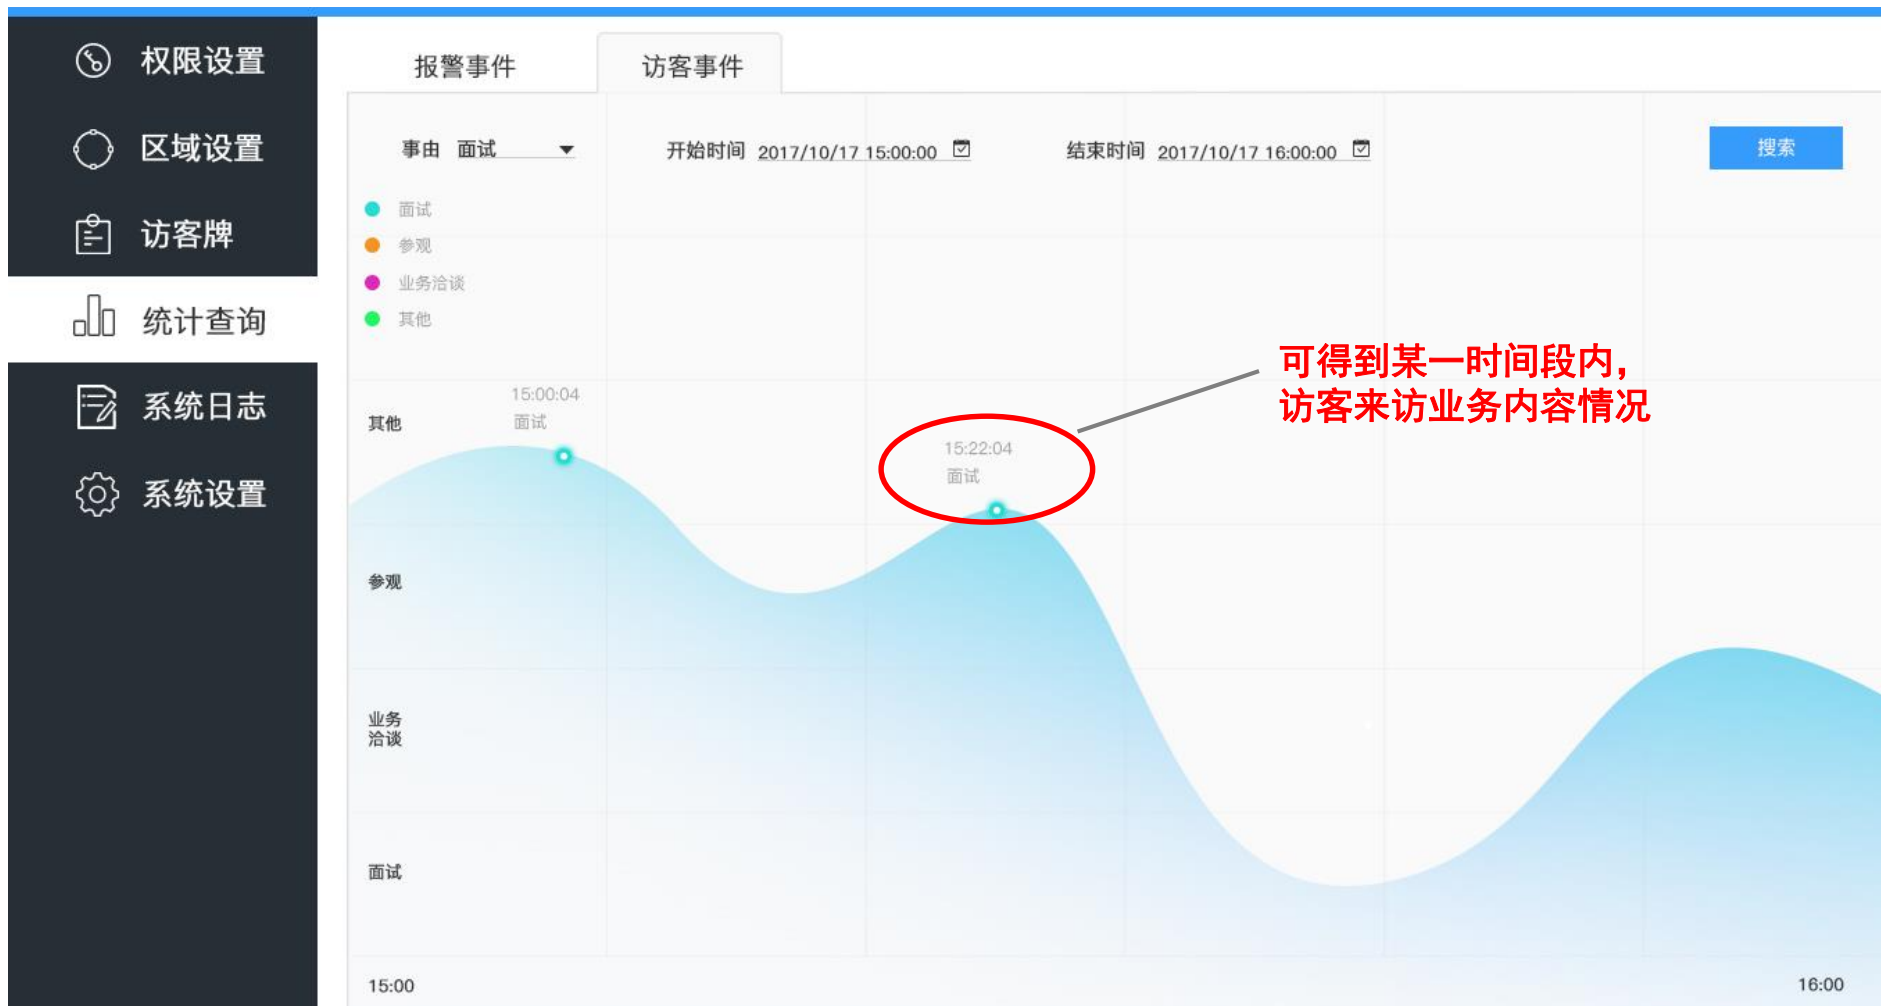 权限设置
区域设置
访客牌
统计查询
系统日志
系统设置
报警事件 访客事件
事由 面试 开始时间 2017/10/17 15:00:00 结束时间 2017/10/17 16:00:00 搜索
面试
参观
业务洽谈
其他
可得到某一时间段内，
访客来访业务内容情况
15:00:04
面试
其他
15:22:04
面试
参观
业务
洽谈
面试
15:00 16:00